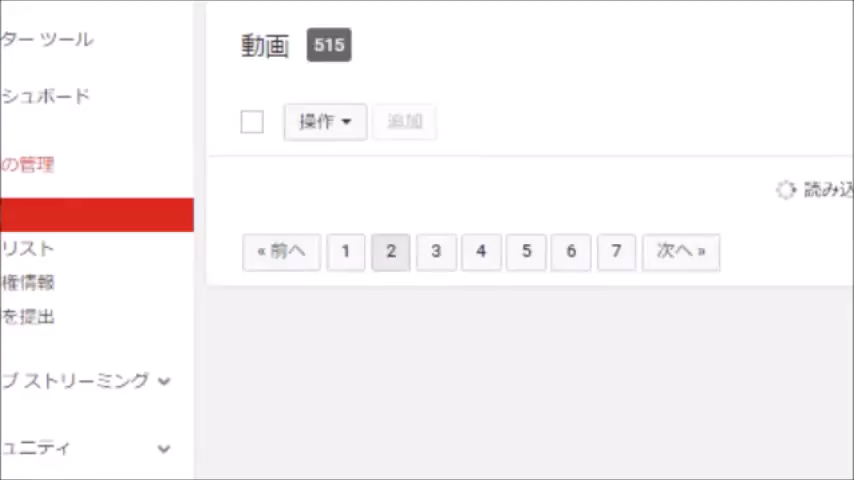 ター ツール
シュボード
の管理
リスト
権情報
を提出
ブ ストリーミング
ュニティ
動画 515
操作 追加
読み込
« 前へ 1 2 3 4 5 6 7 次へ »